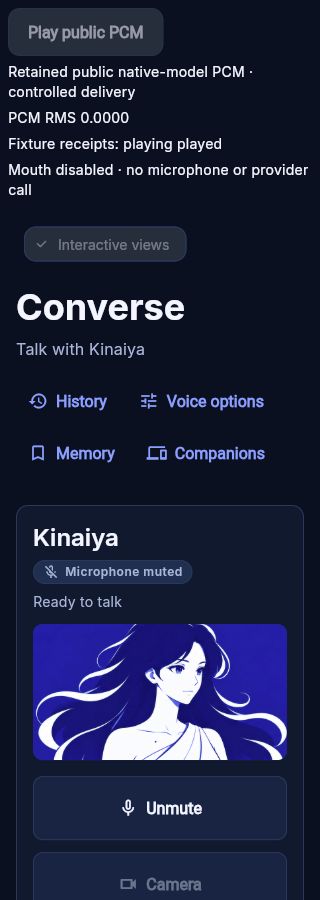 Play public PCM
Retained public native-model PCM ·
controlled delivery
PCM RMS 0.0000
Fixture receipts: playing played
Mouth disabled · no microphone or provider
call
Interactive views
Converse
Talk with Kinaiya
History
Voice options
Memory
Companions
Kinaiya
Microphone muted
Ready to talk
Unmute
Camera